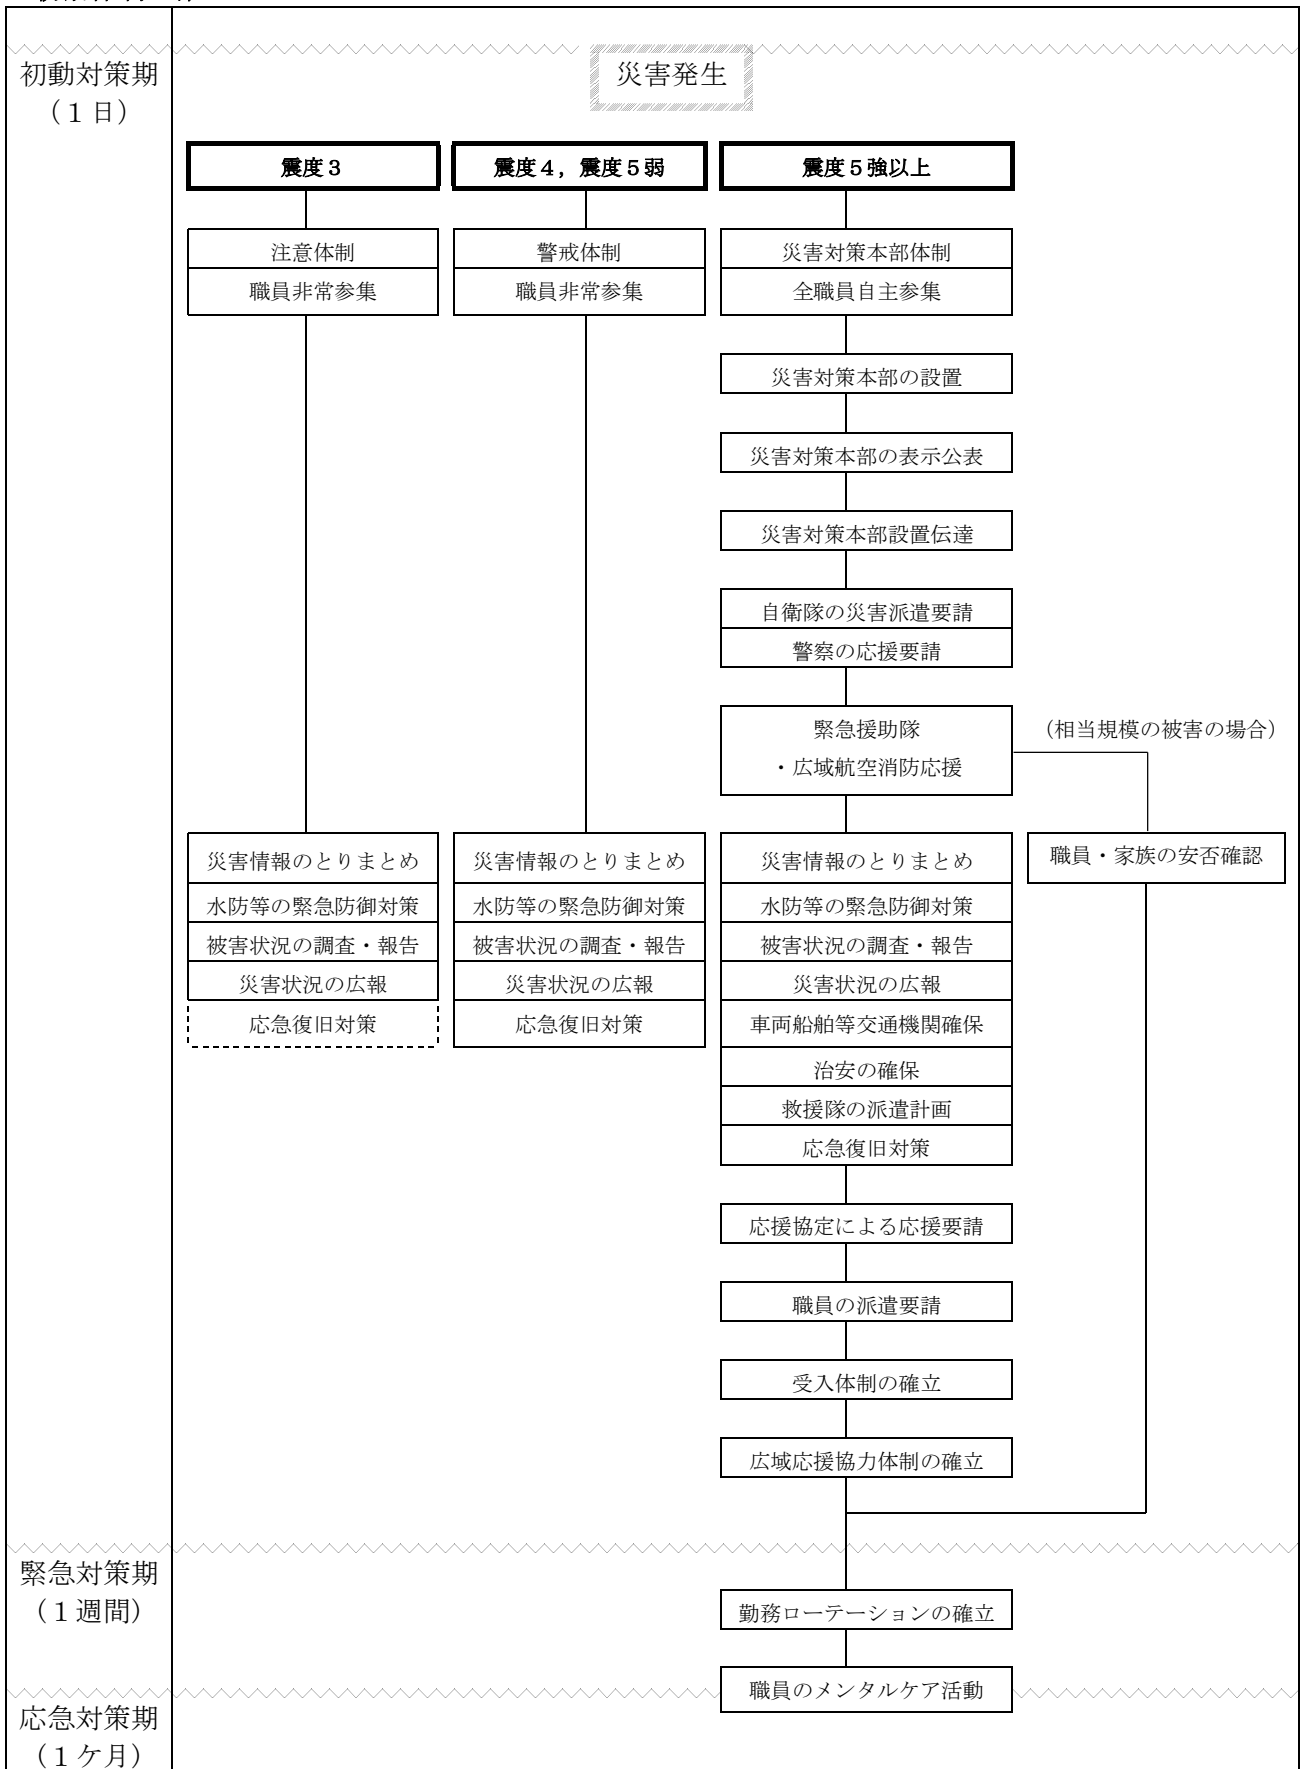 初動対策期
（１日）
災害発生
震度３
震度４，震度５弱
震度５強以上
注意体制
警戒体制
災害対策本部体制
職員非常参集
職員非常参集
全職員自主参集
災害対策本部の設置
災害対策本部の表示公表
災害対策本部設置伝達
自衛隊の災害派遣要請
警察の応援要請
緊急援助隊
・広域航空消防応援
（相当規模の被害の場合）
災害情報のとりまとめ
災害情報のとりまとめ
災害情報のとりまとめ
職員・家族の安否確認
水防等の緊急防御対策
水防等の緊急防御対策
水防等の緊急防御対策
被害状況の調査・報告
被害状況の調査・報告
被害状況の調査・報告
災害状況の広報
災害状況の広報
災害状況の広報
応急復旧対策
応急復旧対策
車両船舶等交通機関確保
治安の確保
救援隊の派遣計画
応急復旧対策
応援協定による応援要請
職員の派遣要請
受入体制の確立
広域応援協力体制の確立
緊急対策期
（１週間）
勤務ローテーションの確立
職員のメンタルケア活動
応急対策期
（１ケ月）